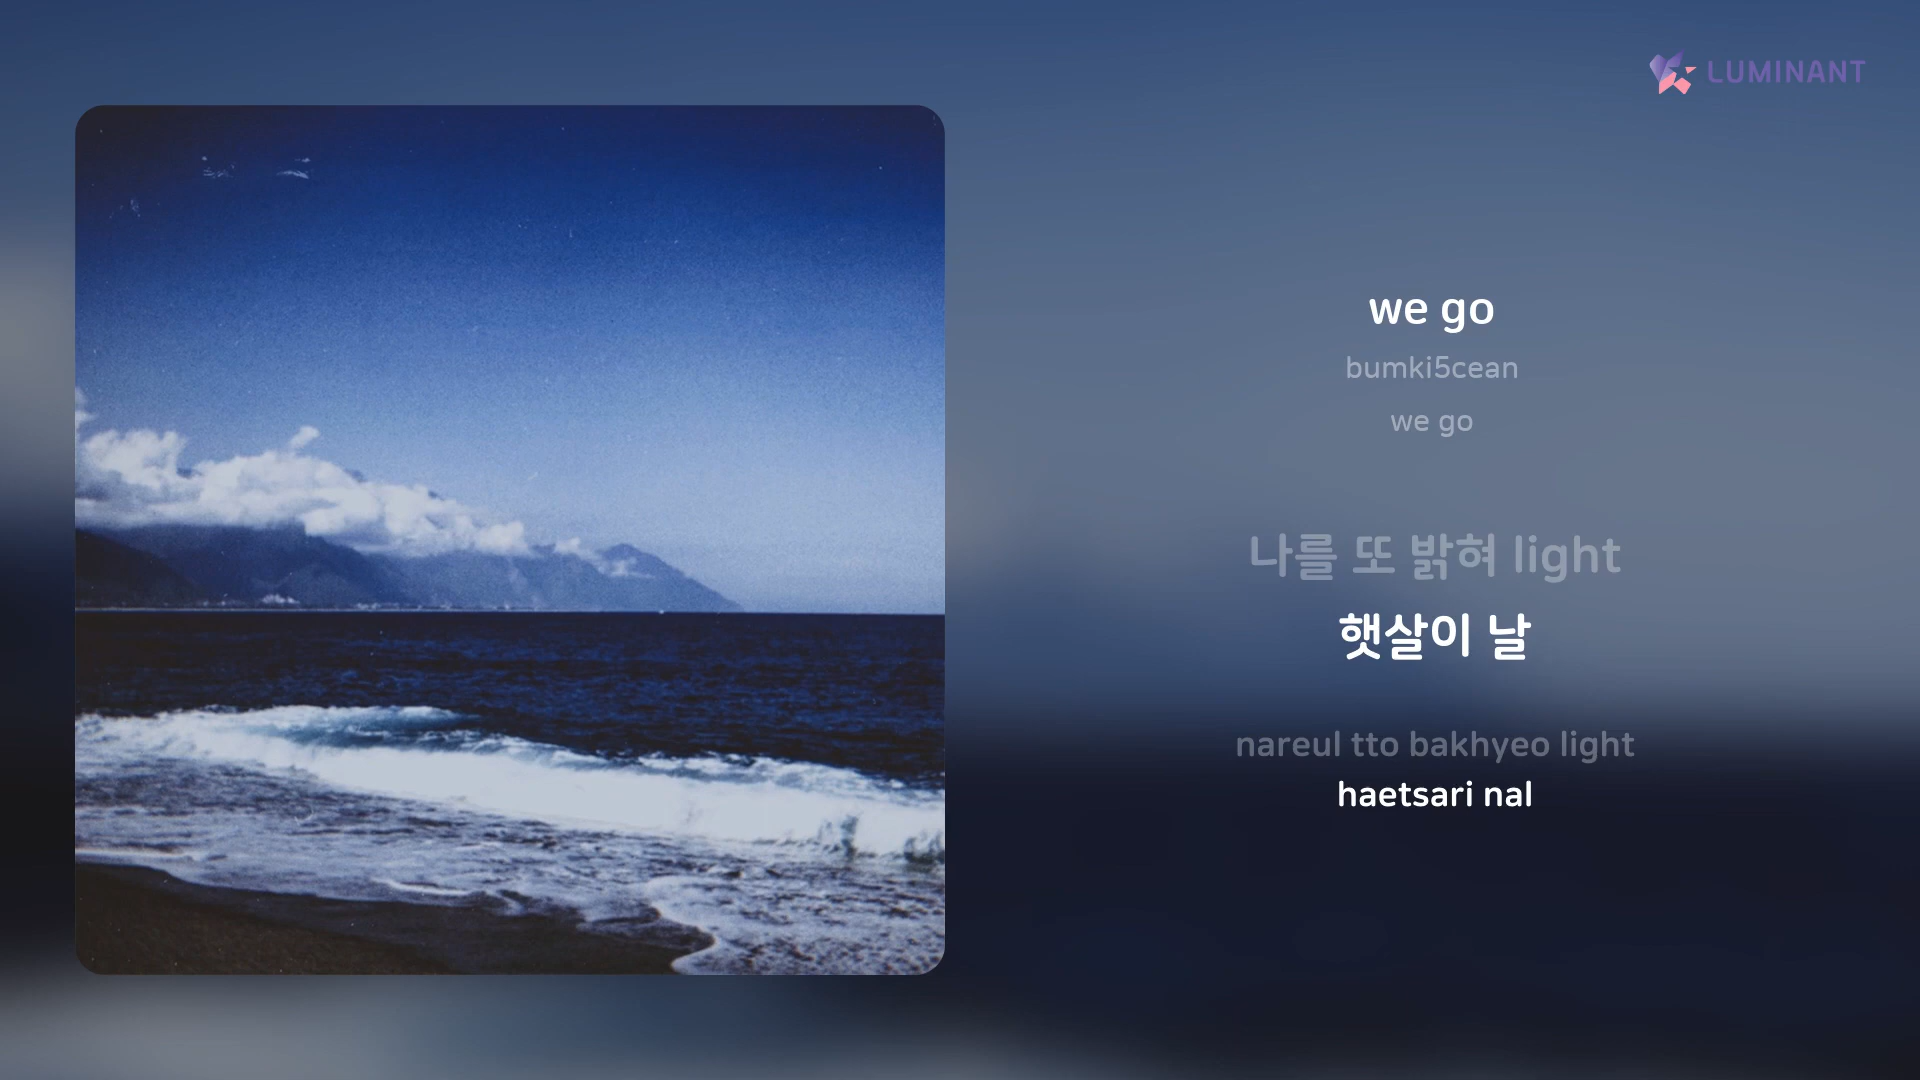 LUMINANT
we go
bumki5cean
we go
나를 또 밝혀 light
햇살이 날
nareul tto bakhyeo light
haetsari nal